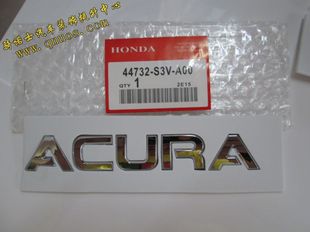 HONDA
44732-S3V-A00
QTY 1
2E15
ACURA